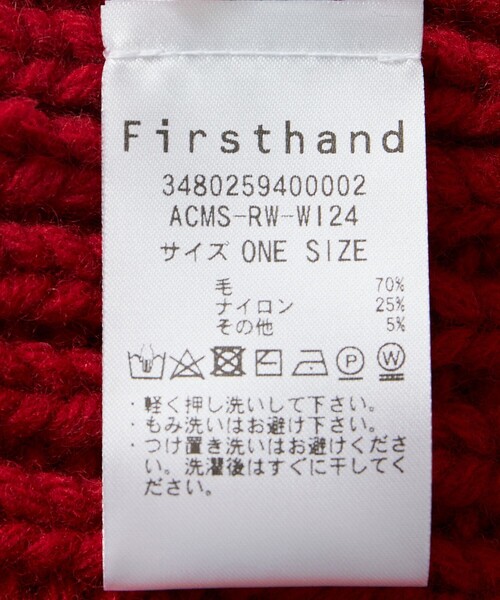 Firsthand
3480259400002
ACMS-RW-WI24
サイズ ONE SIZE
毛 70%
ナイロン 25%
その他 5%
P W
・軽く押し洗いして下さい。
・もみ洗いはお避け下さい。
・つけ置き洗いはお避けくださ
い。洗濯後はすぐに干してく
ださい。